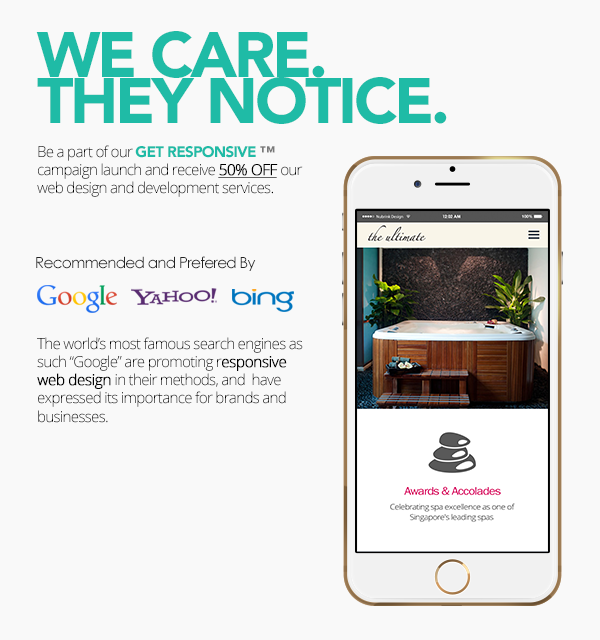 WE CARE.
THEY NOTICE.
Be a part of our GET RESPONSIVE ™
campaign launch and receive 50% OFF our
web design and development services.
Recommended and Prefered By
Google YAHOO! bing
The world's most famous search engines as
such “Google” are promoting responsive
web design in their methods, and have
expressed its importance for brands and
businesses.
Nubrink Design 12:02 AM 100%
the ultimate
Awards & Accolades
Celebrating spa excellence as one of
Singapore's leading spas